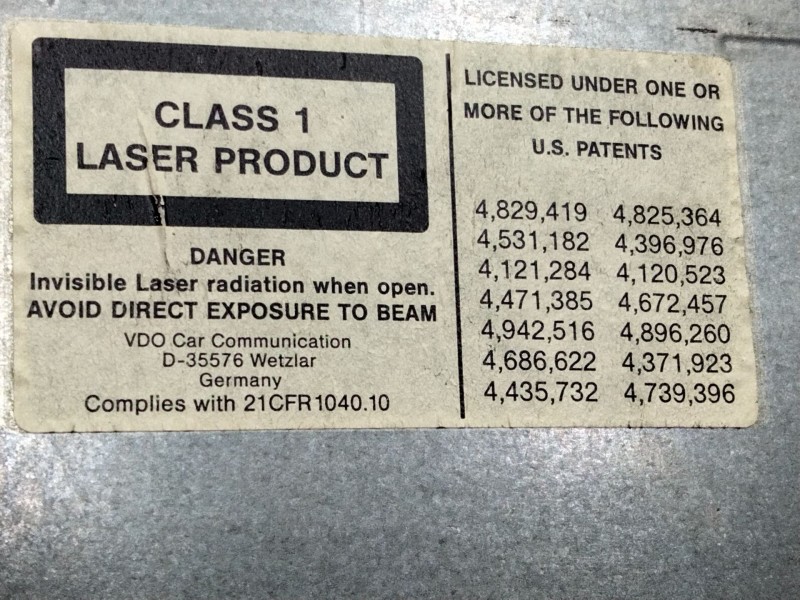 CLASS 1
LASER PRODUCT
DANGER
Invisible Laser radiation when open.
AVOID DIRECT EXPOSURE TO BEAM
VDO Car Communication
D-35576 Wetzlar
Germany
Complies with 21CFR1040.10
LICENSED UNDER ONE OR
MORE OF THE FOLLOWING
U.S. PATENTS
4,829,419 4,825,364
4,531,182 4,396,976
4,121,284 4,120,523
4,471,385 4,672,457
4,942,516 4,896,260
4,686,622 4,371,923
4,435,732 4,739,396